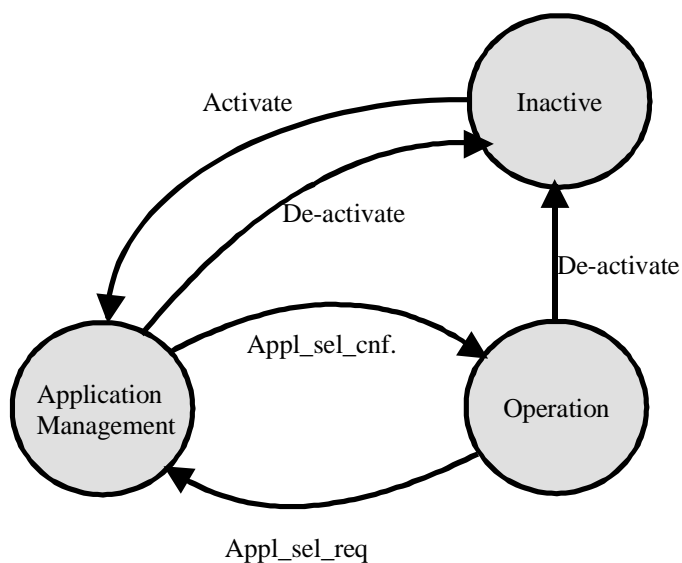 Activate
Inactive
De-activate
De-activate
Appl_sel_cnf.
Application
Management
Operation
Appl_sel_req